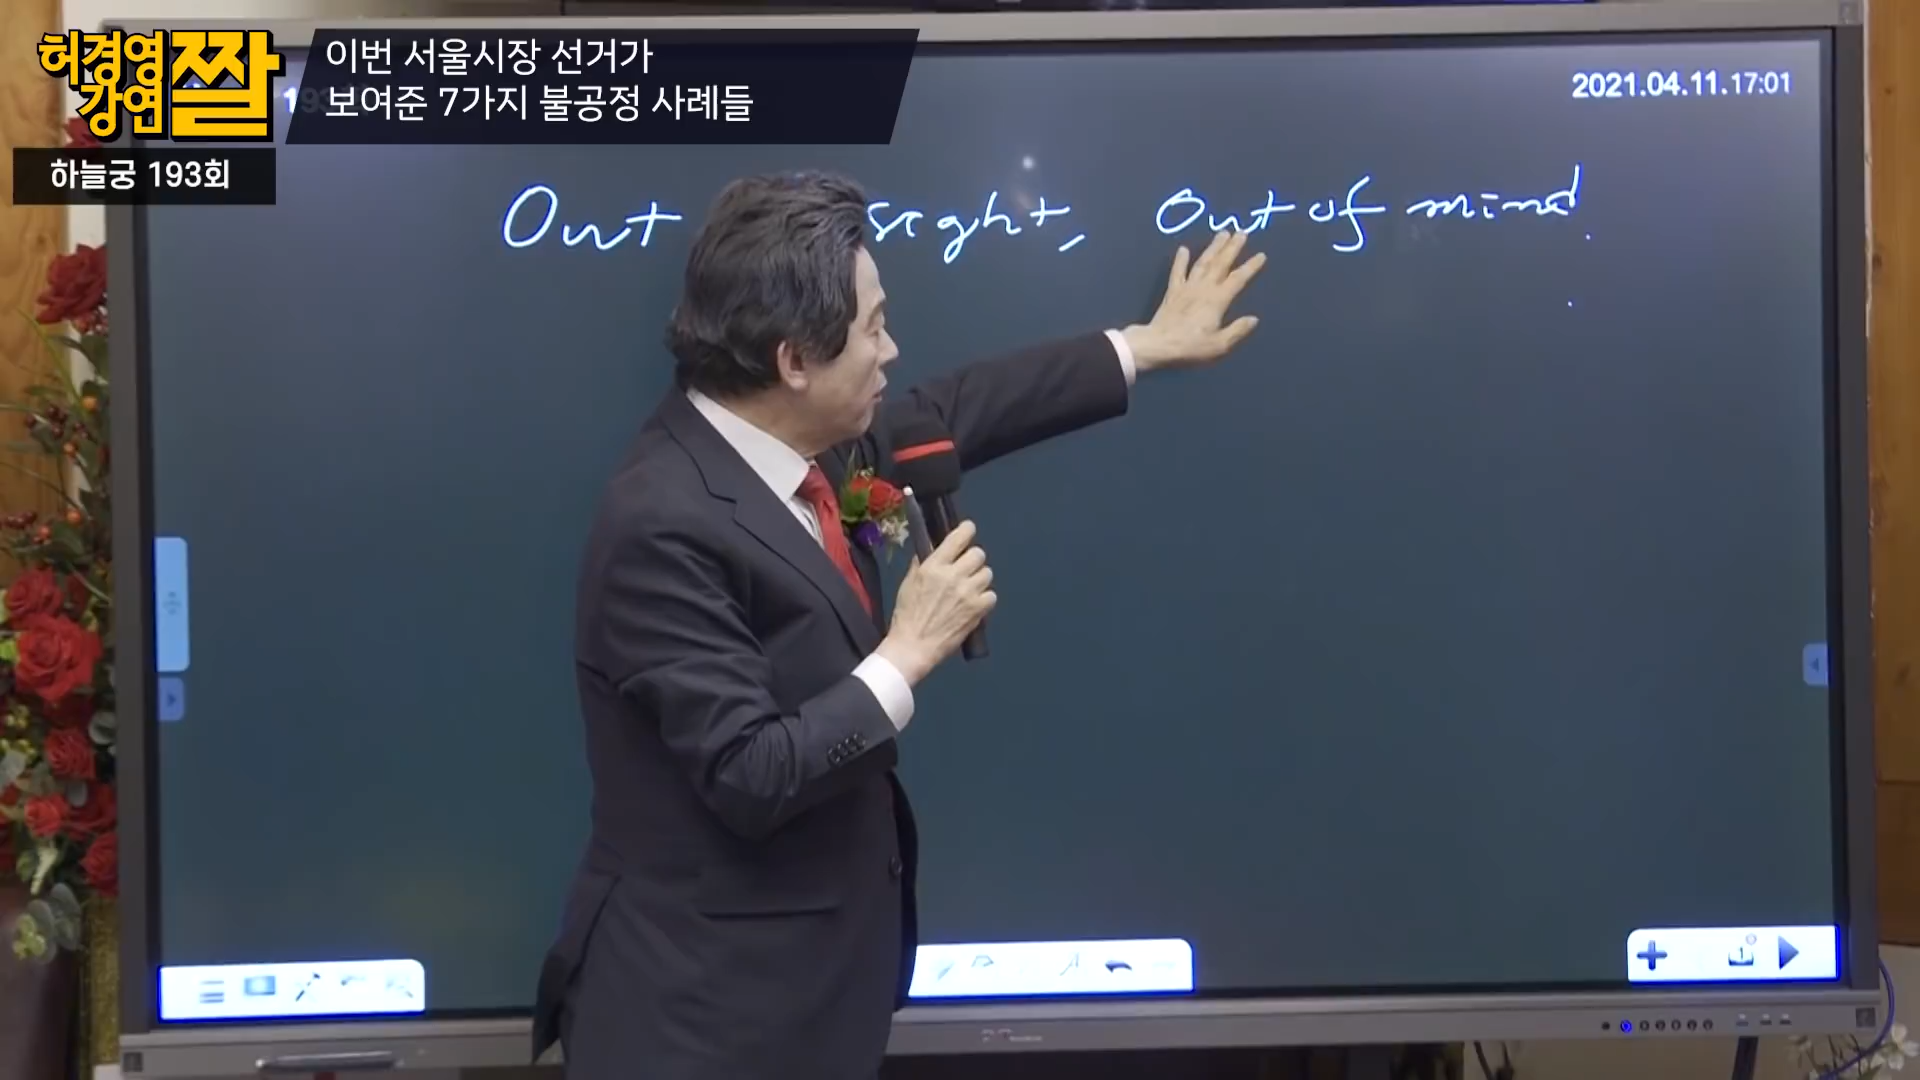 허경영
강연
짤
이번 서울시장 선거가
보여준 7가지 불공정 사례들
하늘궁 193회
2021.04.11.17:01
Out sight, Out of mind.